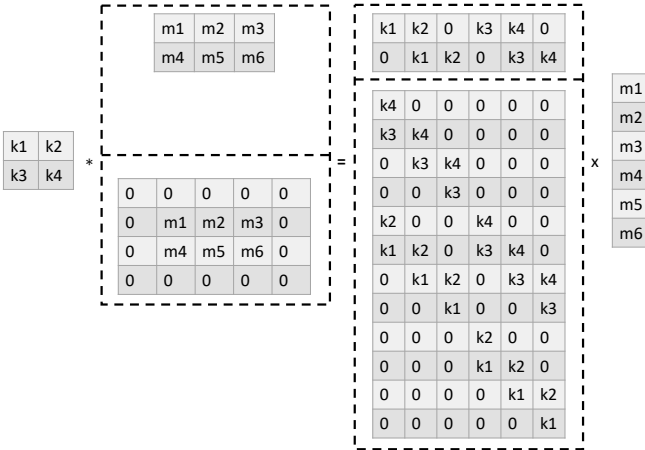 k1 k2
k3 k4
*
m1 m2 m3
m4 m5 m6
0 0 0 0 0
0 m1 m2 m3 0
0 m4 m5 m6 0
0 0 0 0 0
=
k1 k2 0 k3 k4 0
0 k1 k2 0 k3 k4
k4 0 0 0 0 0
k3 k4 0 0 0 0
0 k3 k4 0 0 0
0 0 k3 0 0 0
k2 0 0 k4 0 0
k1 k2 0 k3 k4 0
0 k1 k2 0 k3 k4
0 0 k1 0 0 k3
0 0 0 k2 0 0
0 0 0 k1 k2 0
0 0 0 0 k1 k2
0 0 0 0 0 k1
x
m1
m2
m3
m4
m5
m6